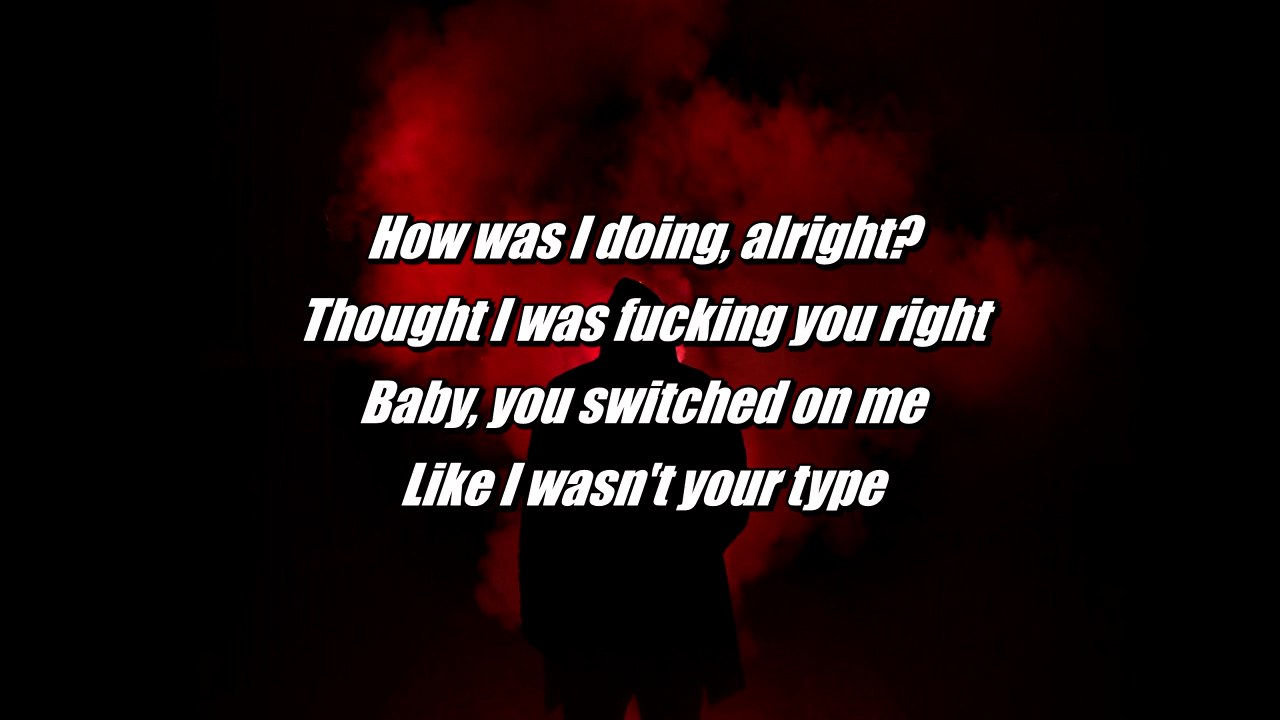 How was I doing, alright?
Thought I was fucking you right
Baby, you switched on me
Like I wasn't your type